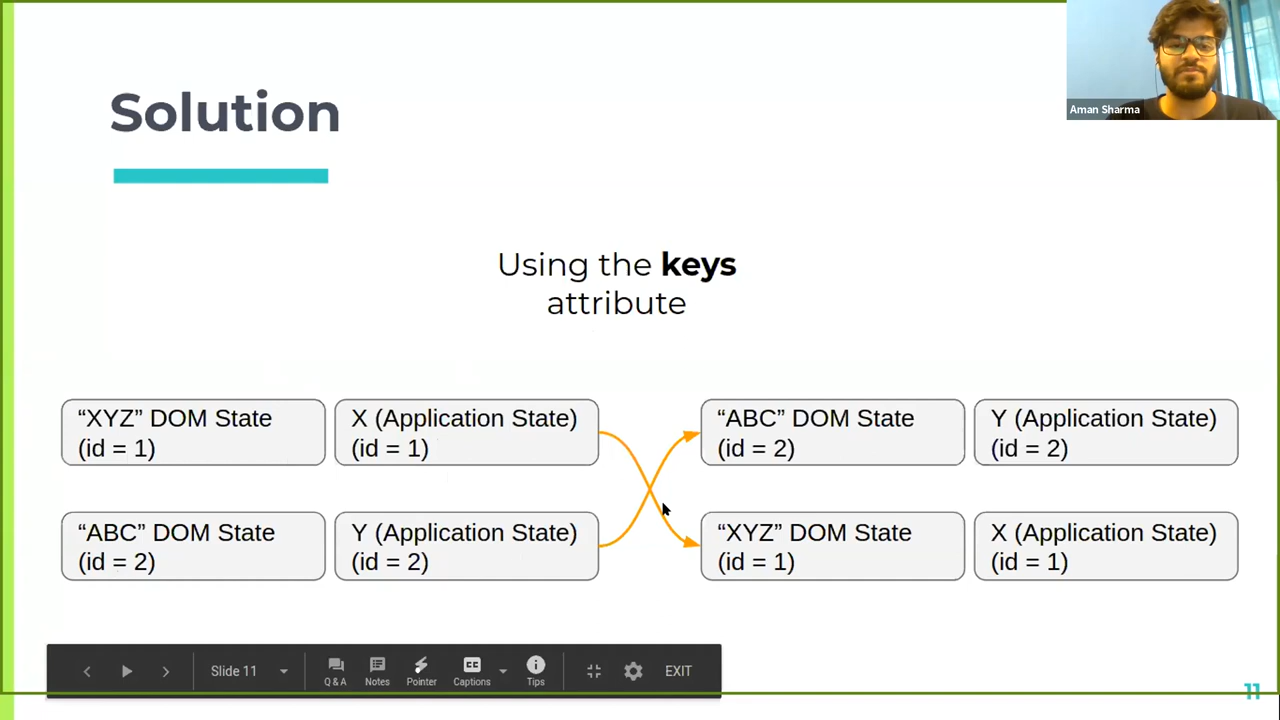 Aman Sharma
Solution
Using the keys
attribute
“XYZ” DOM State
(id = 1)
X (Application State)
(id = 1)
“ABC” DOM State
(id = 2)
Y (Application State)
(id = 2)
“ABC” DOM State
(id = 2)
Y (Application State)
(id = 2)
“XYZ” DOM State
(id = 1)
X (Application State)
(id = 1)
Slide 11
Q & A
Notes
Pointer
CC
Captions
Tips
EXIT
11